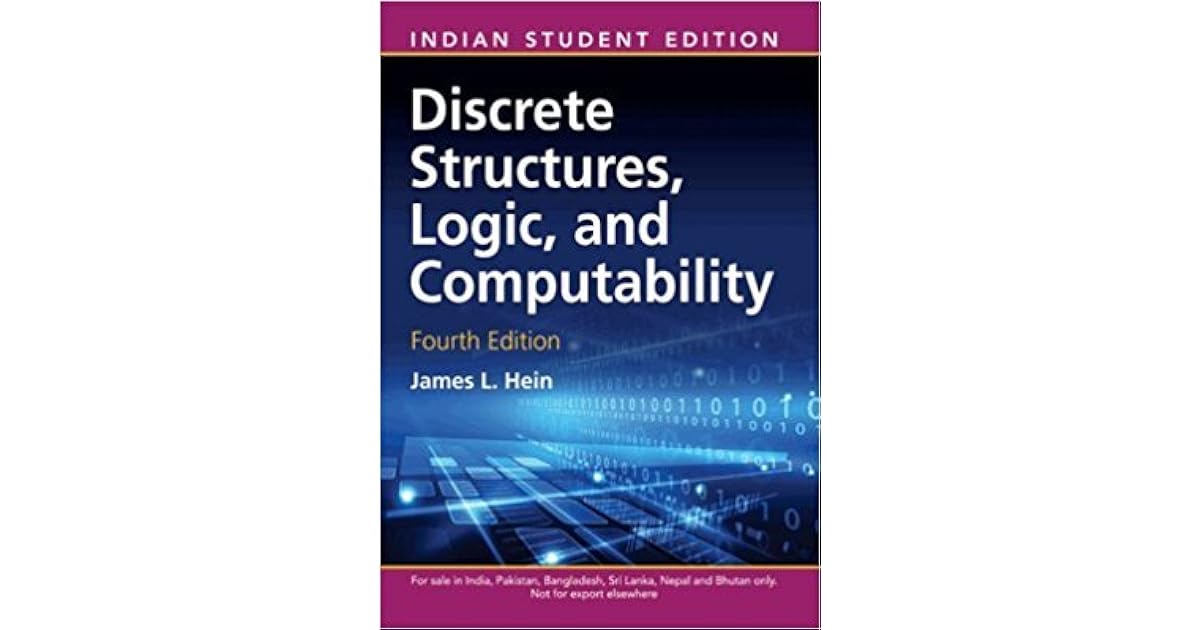 INDIAN STUDENT EDITION
Discrete
Structures,
Logic, and
Computability
Fourth Edition
James L. Hein
For sale in India, Pakistan, Bangladesh, Sri Lanka, Nepal and Bhutan only.
Not for export elsewhere